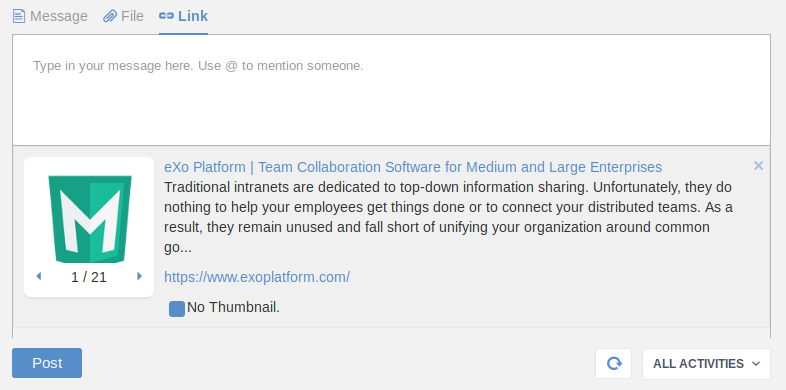 Message File Link
Type in your message here. Use @ to mention someone.
eXo Platform | Team Collaboration Software for Medium and Large Enterprises
Traditional intranets are dedicated to top-down information sharing. Unfortunately, they do
nothing to help your employees get things done or to connect your distributed teams. As a
result, they remain unused and fall short of unifying your organization around common
go...
M
1 / 21
https://www.exoplatform.com/
No Thumbnail.
Post
ALL ACTIVITIES